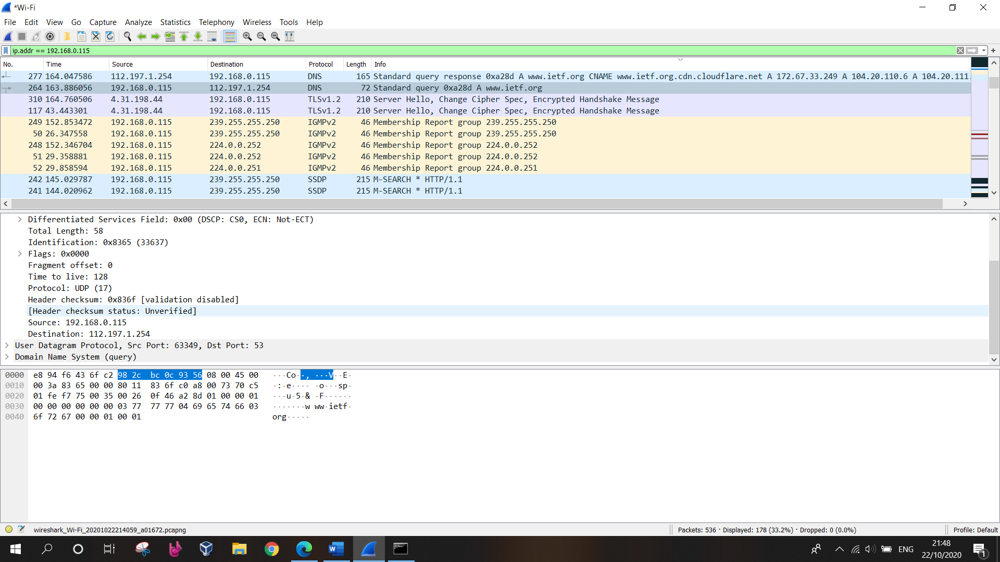 *Wi-Fi
File Edit View Go Capture Analyze Statistics Telephony Wireless Tools Help
ip.addr == 192.168.0.115
No. Time Source Destination Protocol Length Info
277 164.047586 112.197.1.254 192.168.0.115 DNS 165 Standard query response 0xa28d A www.ietf.org CNAME www.ietf.org.cdn.cloudflare.net A 172.67.33.249 A 104.20.110.6 A 104.20.111.
264 163.886056 192.168.0.115 112.197.1.254 DNS 72 Standard query 0xa28d A www.ietf.org
310 164.760506 4.31.198.44 192.168.0.115 TLSv1.2 210 Server Hello, Change Cipher Spec, Encrypted Handshake Message
117 43.443301 4.31.198.44 192.168.0.115 TLSv1.2 210 Server Hello, Change Cipher Spec, Encrypted Handshake Message
249 152.853472 192.168.0.115 239.255.255.250 IGMPv2 46 Membership Report group 239.255.255.250
50 26.347558 192.168.0.115 239.255.255.250 IGMPv2 46 Membership Report group 239.255.255.250
248 152.346704 192.168.0.115 224.0.0.252 IGMPv2 46 Membership Report group 224.0.0.252
51 29.358881 192.168.0.115 224.0.0.252 IGMPv2 46 Membership Report group 224.0.0.252
52 29.858594 192.168.0.115 224.0.0.251 IGMPv2 46 Membership Report group 224.0.0.251
242 145.029787 192.168.0.115 239.255.255.250 SSDP 215 M-SEARCH * HTTP/1.1
241 144.020962 192.168.0.115 239.255.255.250 SSDP 215 M-SEARCH * HTTP/1.1
Differentiated Services Field: 0x00 (DSCP: CS0, ECN: Not-ECT)
Total Length: 58
Identification: 0x8365 (33637)
Flags: 0x0000
Fragment offset: 0
Time to live: 128
Protocol: UDP (17)
Header checksum: 0x836f [validation disabled]
[Header checksum status: Unverified]
Source: 192.168.0.115
Destination: 112.197.1.254
User Datagram Protocol, Src Port: 63349, Dst Port: 53
Domain Name System (query)
0000 e8 94 f6 43 6f c2 98 2c bc 0c 93 56 08 00 45 00 ···Co··, ···V··E·
0010 00 3a 83 65 00 00 80 11 83 6f c0 a8 00 73 70 c5 ·:·e···· ·o···sp·
0020 01 fe f7 75 00 35 00 26 0f 46 a2 8d 01 00 00 01 ···u·5·& ·F······
0030 00 00 00 00 00 00 03 77 77 77 04 69 65 74 66 03 ·······w ww·ietf·
0040 6f 72 67 00 00 01 00 01 org·····
wireshark_Wi-Fi_20201022214059_a01672.pcapng Packets: 536 · Displayed: 178 (33.2%) · Dropped: 0 (0.0%) Profile: Default
W ENG 21:48
22/10/2020
1